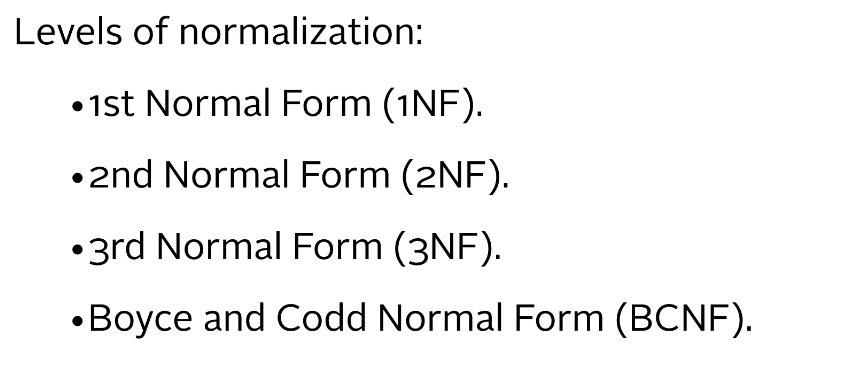 Levels of normalization:
•1st Normal Form (1NF).
•2nd Normal Form (2NF).
•3rd Normal Form (3NF).
•Boyce and Codd Normal Form (BCNF).